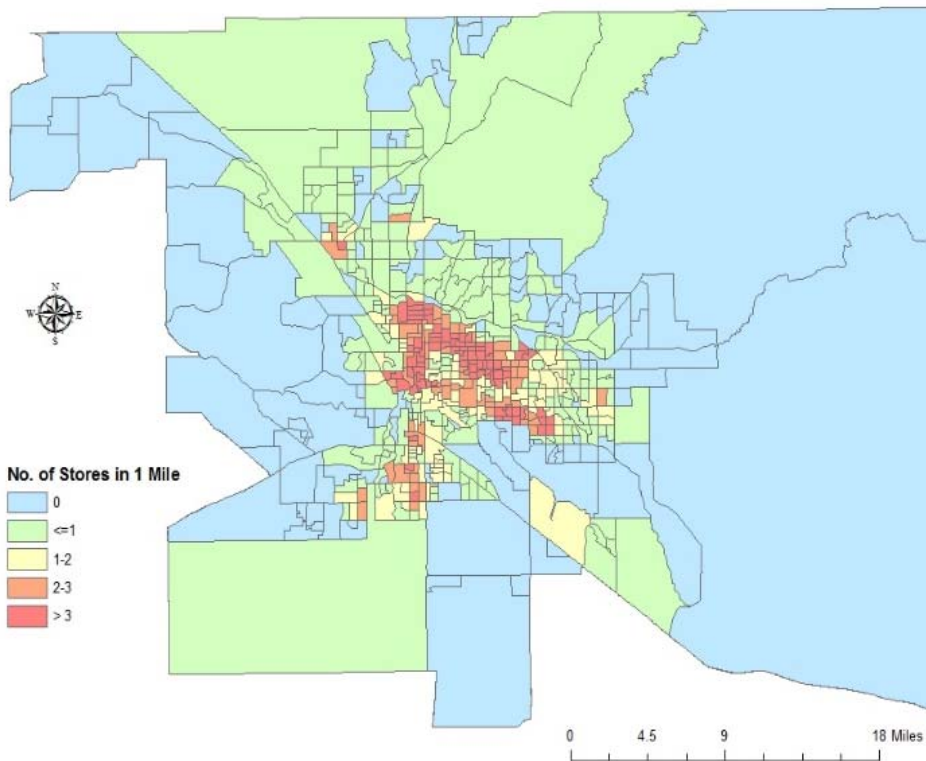 N
W E
S
No. of Stores in 1 Mile
0
<=1
1-2
2-3
> 3
0 4.5 9 18 Miles